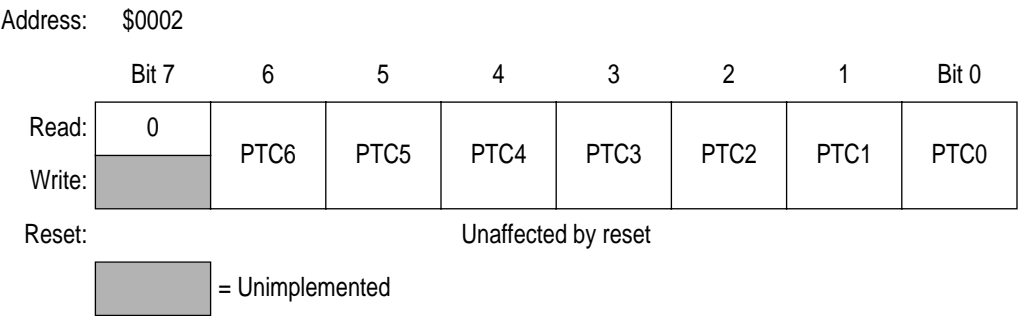 Address: $0002
Bit 7 6 5 4 3 2 1 Bit 0
Read: 0
PTC6 PTC5 PTC4 PTC3 PTC2 PTC1 PTC0
Write:
Reset: Unaffected by reset
= Unimplemented